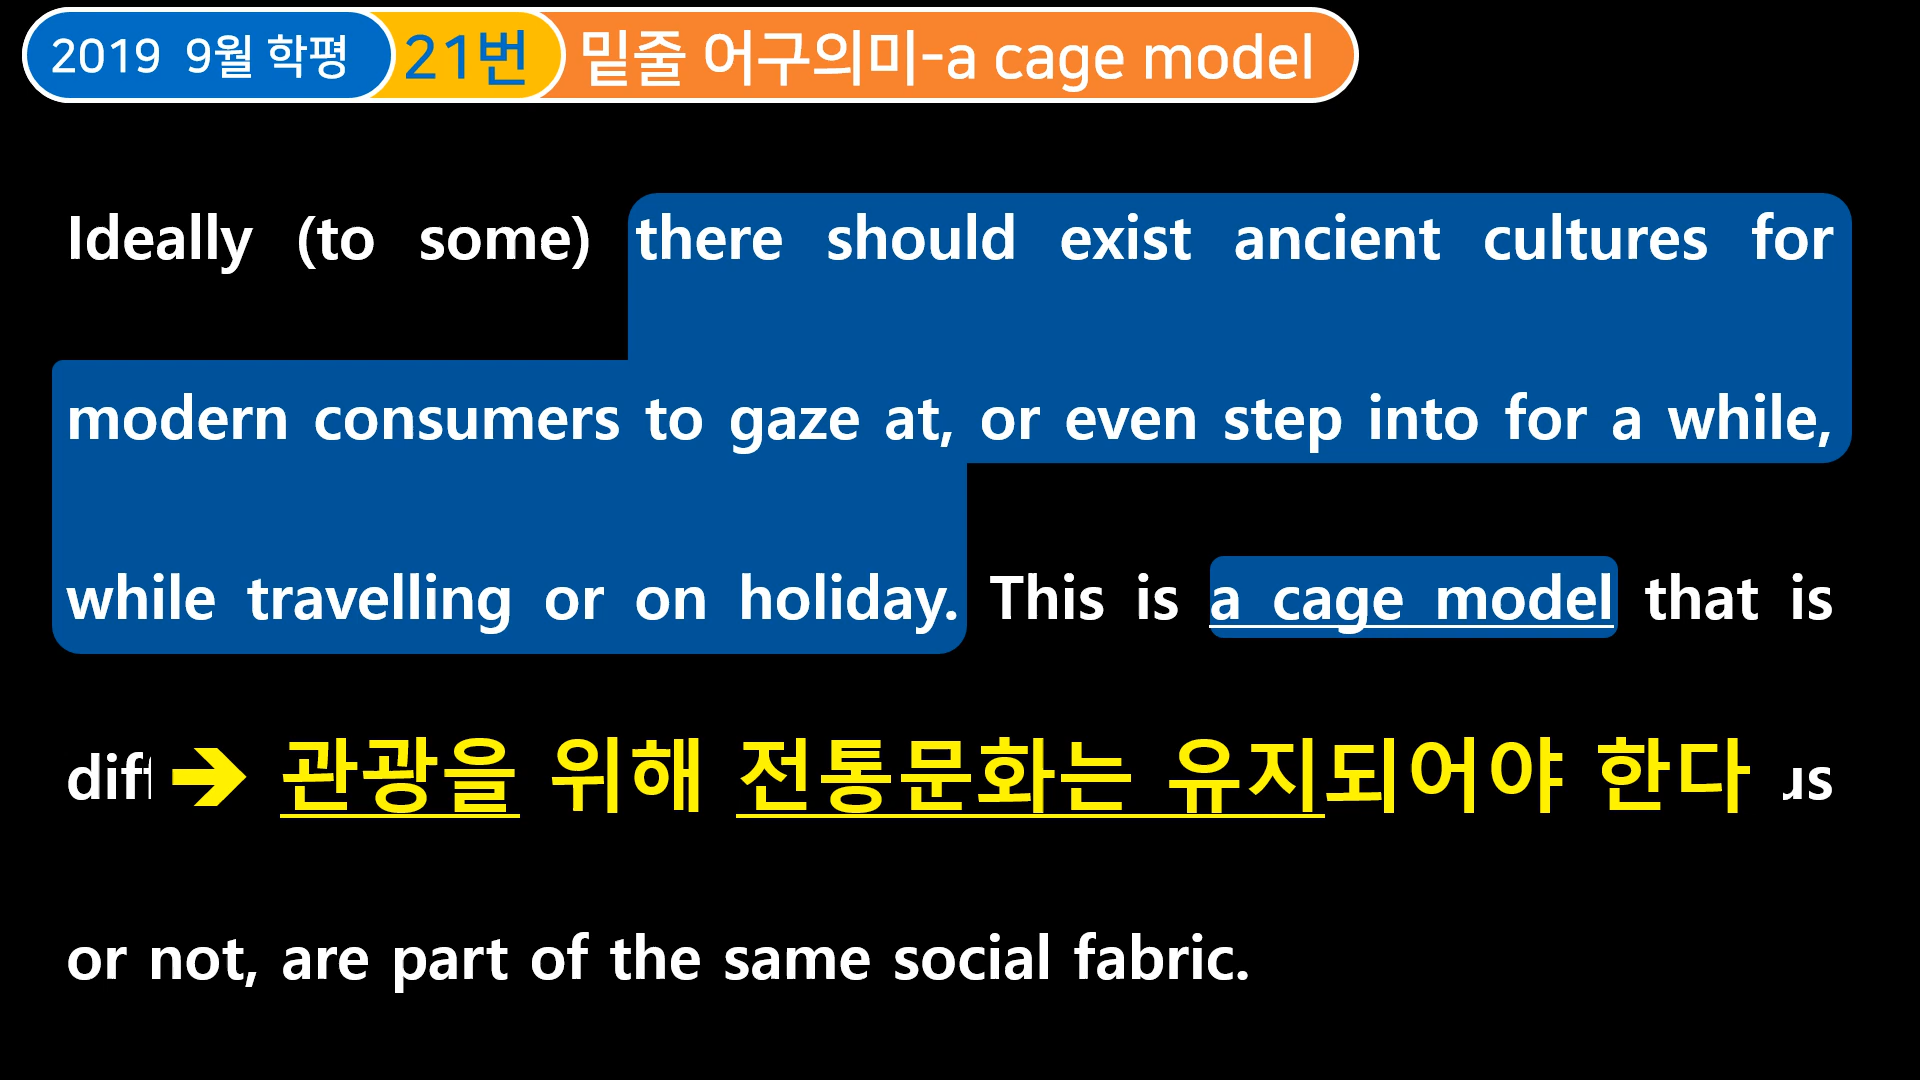 2019 9월 학평 21번 밑줄 어구의미-a cage model
Ideally (to some) there should exist ancient cultures for
modern consumers to gaze at, or even step into for a while,
while travelling or on holiday. This is a cage model that is
➔ 관광을 위해 전통문화는 유지되어야 한다
or not, are part of the same social fabric.